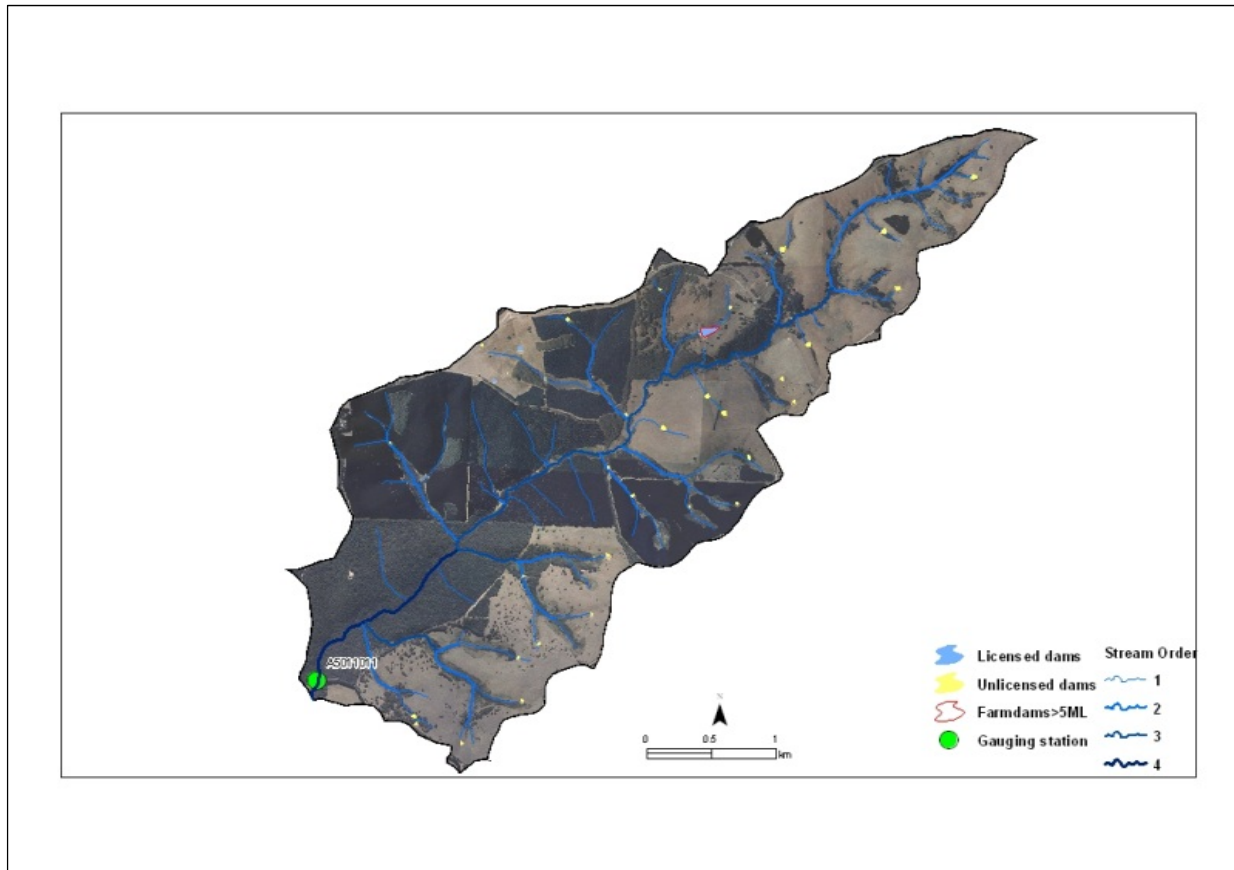 A5011011
N
0 0.5 1
km
Licensed dams
Unlicensed dams
Farmdams>5ML
Gauging station
Stream Order
1
2
3
4